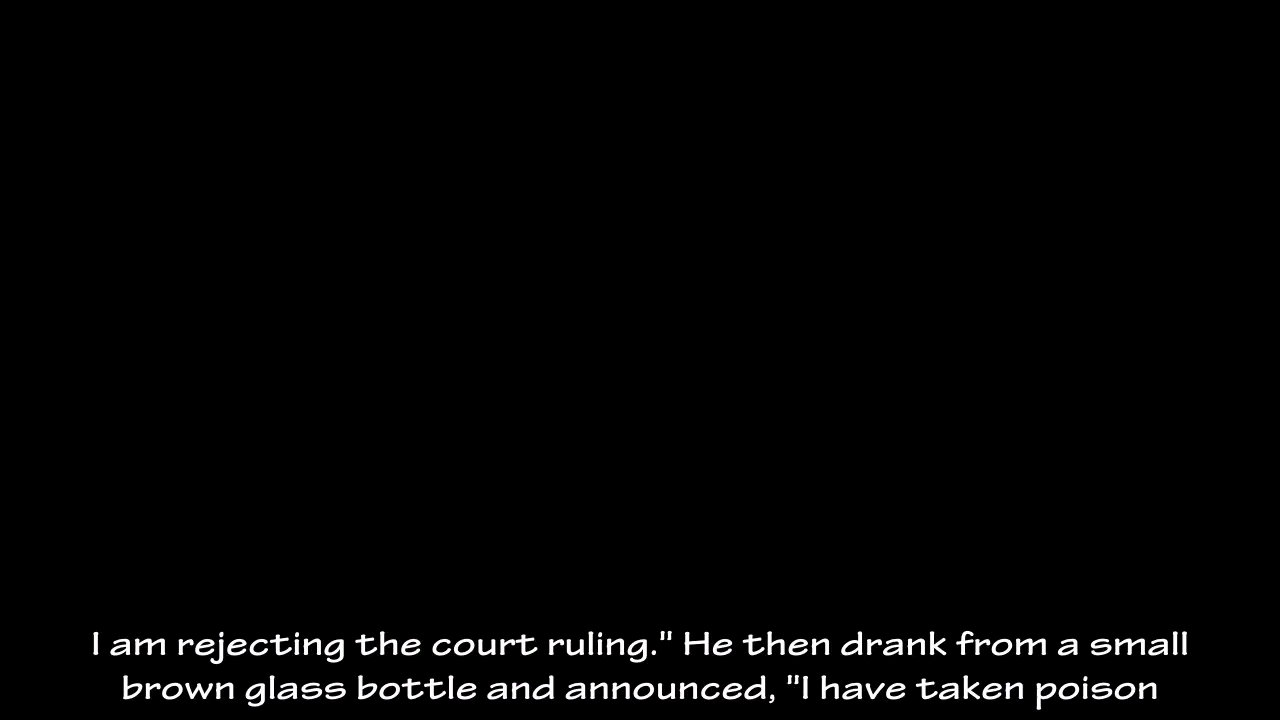 I am rejecting the court ruling." He then drank from a small
brown glass bottle and announced, "I have taken poison